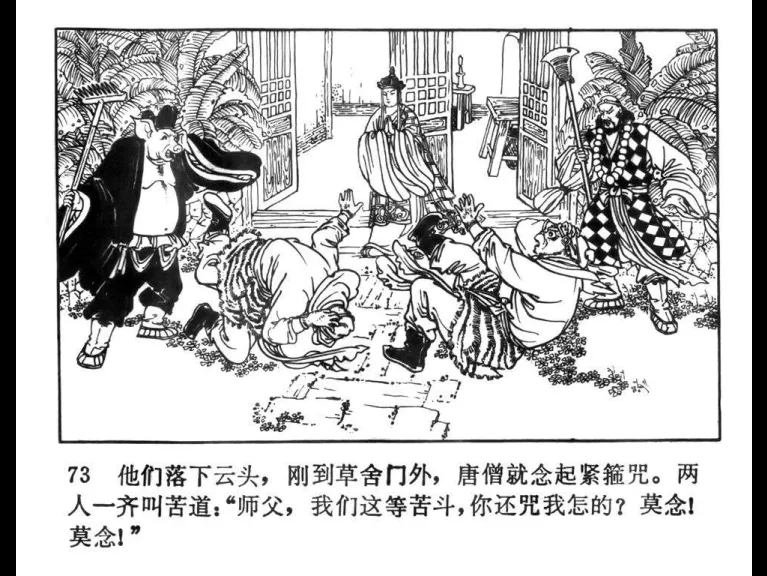 73 他们落下云头，刚到草舍门外，唐僧就念起紧箍咒。两
人一齐叫苦道：“师父，我们这等苦斗，你还咒我怎的？莫念！
莫念！”